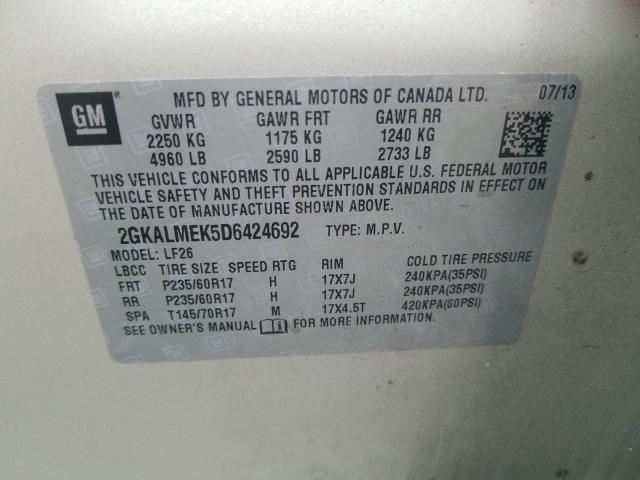 GM
MFD BY GENERAL MOTORS OF CANADA LTD. 07/13
GVWR GAWR FRT GAWR RR
2250 KG 1175 KG 1240 KG
4960 LB 2590 LB 2733 LB
THIS VEHICLE CONFORMS TO ALL APPLICABLE U.S. FEDERAL MOTOR
VEHICLE SAFETY AND THEFT PREVENTION STANDARDS IN EFFECT ON
THE DATE OF MANUFACTURE SHOWN ABOVE.
2GKALMEK5D6424692 TYPE: M.P.V.
MODEL: LF26
LBCC TIRE SIZE SPEED RTG RIM COLD TIRE PRESSURE
FRT P235/60R17 H 17X7J 240KPA(35PSI)
RR P235/60R17 H 17X7J 240KPA(35PSI)
SPA T145/70R17 M 17X4.5T 420KPA(60PSI)
SEE OWNER'S MANUAL FOR MORE INFORMATION.